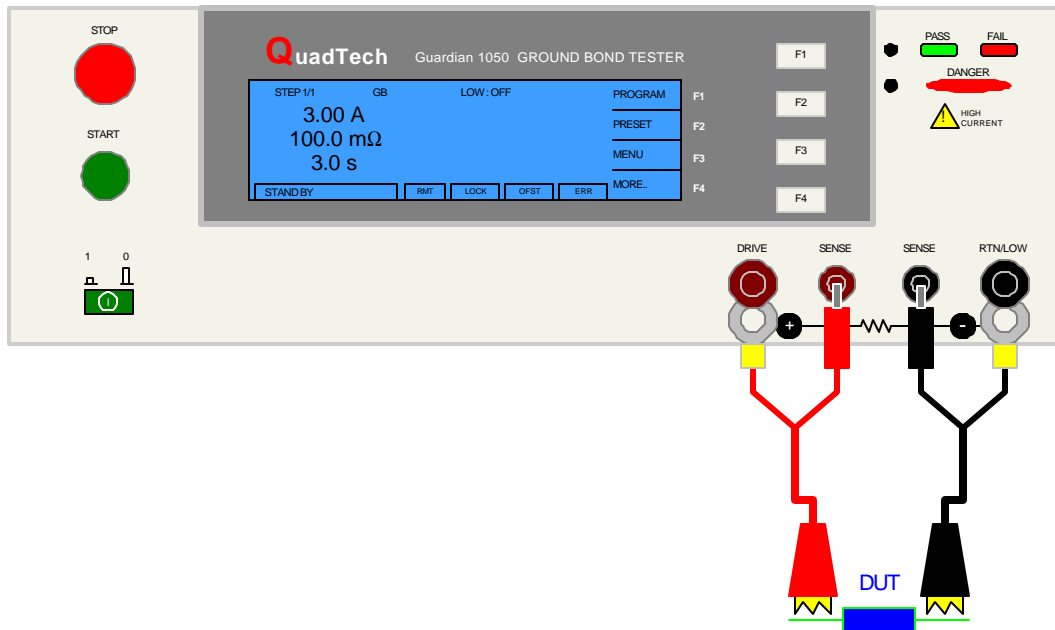 STOP
START
1 0
QuadTech Guardian 1050 GROUND BOND TESTER
STEP 1/1 GB LOW : OFF
3.00 A
100.0 mΩ
3.0 s
STAND BY RMT LOCK OFST ERR
PROGRAM F1
PRESET F2
MENU F3
MORE.. F4
F1
F2
F3
F4
PASS FAIL
DANGER
! HIGH
CURRENT
DRIVE SENSE SENSE RTN/LOW
+ -
DUT